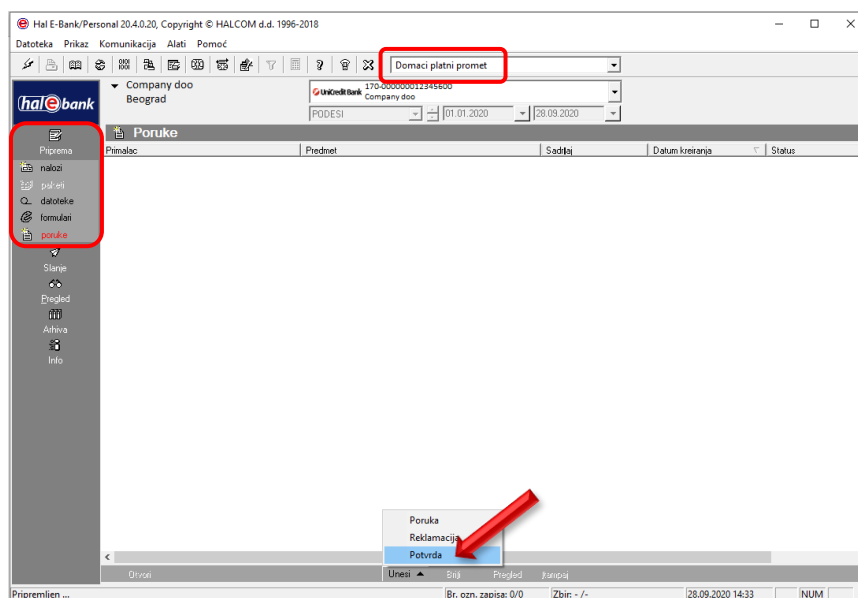 Hal E-Bank/Personal 20.4.0.20, Copyright © HALCOM d.d. 1996-2018
Datoteka Prikaz Komunikacija Alati Pomoć
Domaci platni promet
hal e bank
Company doo
Beograd
UniCredit Bank 170-000000012345600
Company doo
PODESI 01.01.2020 28.09.2020
Priprema
nalozi
paketi
datoteke
formulari
poruke
Slanje
Pregled
Arhiva
Info
Poruke
Primalac Predmet Sadržaj Datum kreiranja Status
Poruka
Reklamacija
Potvrda
Otvori Unesi Briši Pregled Štampaj
Pripremljen ... Br. ozn. zapisa: 0/0 Zbir: - /- 28.09.2020 14:33 NUM